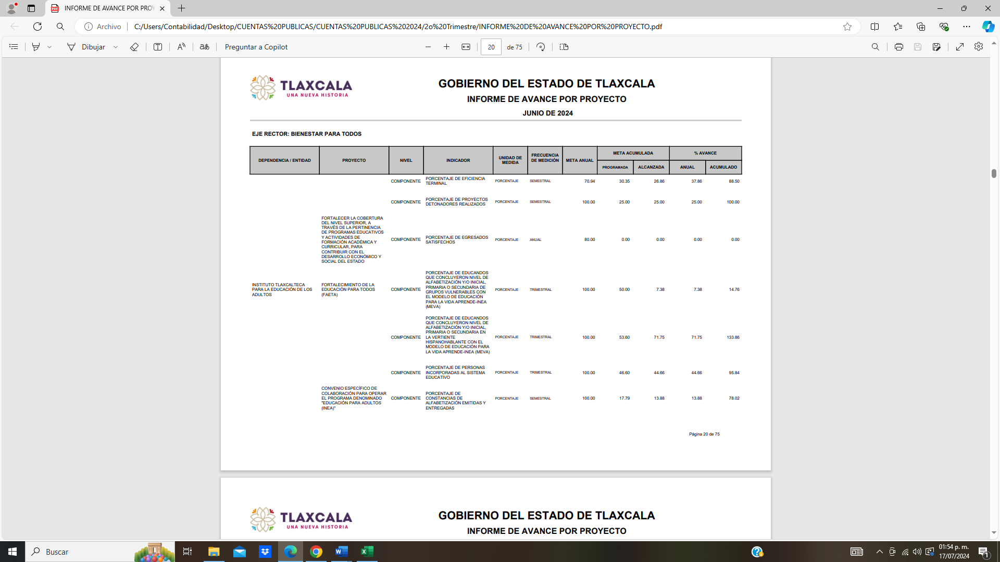 INFORME DE AVANCE POR PROY
Archivo
C:/Users/Contabilidad/Desktop/CUENTAS%20PUBLICAS/CUENTAS%20PUBLICAS%202024/2o%20Trimestre/INFORME%20DE%20AVANCE%20POR%20PROYECTO.pdf
Dibujar
aあ
Preguntar a Copilot
20 de 75
TLAXCALA
UNA NUEVA HISTORIA
GOBIERNO DEL ESTADO DE TLAXCALA
INFORME DE AVANCE POR PROYECTO
JUNIO DE 2024
EJE RECTOR: BIENESTAR PARA TODOS
DEPENDENCIA / ENTIDAD
PROYECTO
NIVEL
INDICADOR
UNIDAD DE
MEDIDA
FRECUENCIA
DE MEDICIÓN
META ANUAL
META ACUMULADA
PROGRAMADA
ALCANZADA
% AVANCE
ANUAL
ACUMULADO
COMPONENTE
PORCENTAJE DE EFICIENCIA
TERMINAL
PORCENTAJE
SEMESTRAL
70.94
30.35
26.86
37.86
88.50
COMPONENTE
PORCENTAJE DE PROYECTOS
DETONADORES REALIZADOS
PORCENTAJE
SEMESTRAL
100.00
25.00
25.00
25.00
100.00
FORTALECER LA COBERTURA
DEL NIVEL SUPERIOR, A
TRAVÉS DE LA PERTINENCIA
DE PROGRAMAS EDUCATIVOS
Y ACTIVIDADES DE
FORMACIÓN ACADÉMICA Y
CURRICULAR, PARA
CONTRIBUIR CON EL
DESARROLLO ECONÓMICO Y
SOCIAL DEL ESTADO
COMPONENTE
PORCENTAJE DE EGRESADOS
SATISFECHOS
PORCENTAJE
ANUAL
80.00
0.00
0.00
0.00
0.00
INSTITUTO TLAXCALTECA
PARA LA EDUCACIÓN DE LOS
ADULTOS
FORTALECIMIENTO DE LA
EDUCACIÓN PARA TODOS
(FAETA)
COMPONENTE
PORCENTAJE DE EDUCANDOS
QUE CONCLUYERON NIVEL DE
ALFABETIZACIÓN Y/O INICIAL,
PRIMARIA O SECUNDARIA DE
GRUPOS VULNERABLES CON
EL MODELO DE EDUCACIÓN
PARA LA VIDA APRENDE-INEA
(MEVA)
PORCENTAJE
TRIMESTRAL
100.00
50.00
7.38
7.38
14.76
COMPONENTE
PORCENTAJE DE EDUCANDOS
QUE CONCLUYERON NIVEL DE
ALFABETIZACIÓN Y/O INICIAL,
PRIMARIA O SECUNDARIA EN
LA VERTIENTE
HISPANOHABLANTE CON EL
MODELO DE EDUCACIÓN PARA
LA VIDA APRENDE-INEA (MEVA)
PORCENTAJE
TRIMESTRAL
100.00
53.60
71.75
71.75
133.86
COMPONENTE
PORCENTAJE DE PERSONAS
INCORPORADAS AL SISTEMA
EDUCATIVO
PORCENTAJE
TRIMESTRAL
100.00
46.60
44.66
44.66
95.84
CONVENIO ESPECÍFICO DE
COLABORACIÓN PARA OPERAR
EL PROGRAMA DENOMINADO
"EDUCACIÓN PARA ADULTOS
(INEA)"
COMPONENTE
PORCENTAJE DE
CONSTANCIAS DE
ALFABETIZACIÓN EMITIDAS Y
ENTREGADAS
PORCENTAJE
SEMESTRAL
100.00
17.79
13.88
13.88
78.02
Página 20 de 75
TLAXCALA
UNA NUEVA HISTORIA
GOBIERNO DEL ESTADO DE TLAXCALA
INFORME DE AVANCE POR PROYECTO
Buscar
01:54 p. m.
17/07/2024
1